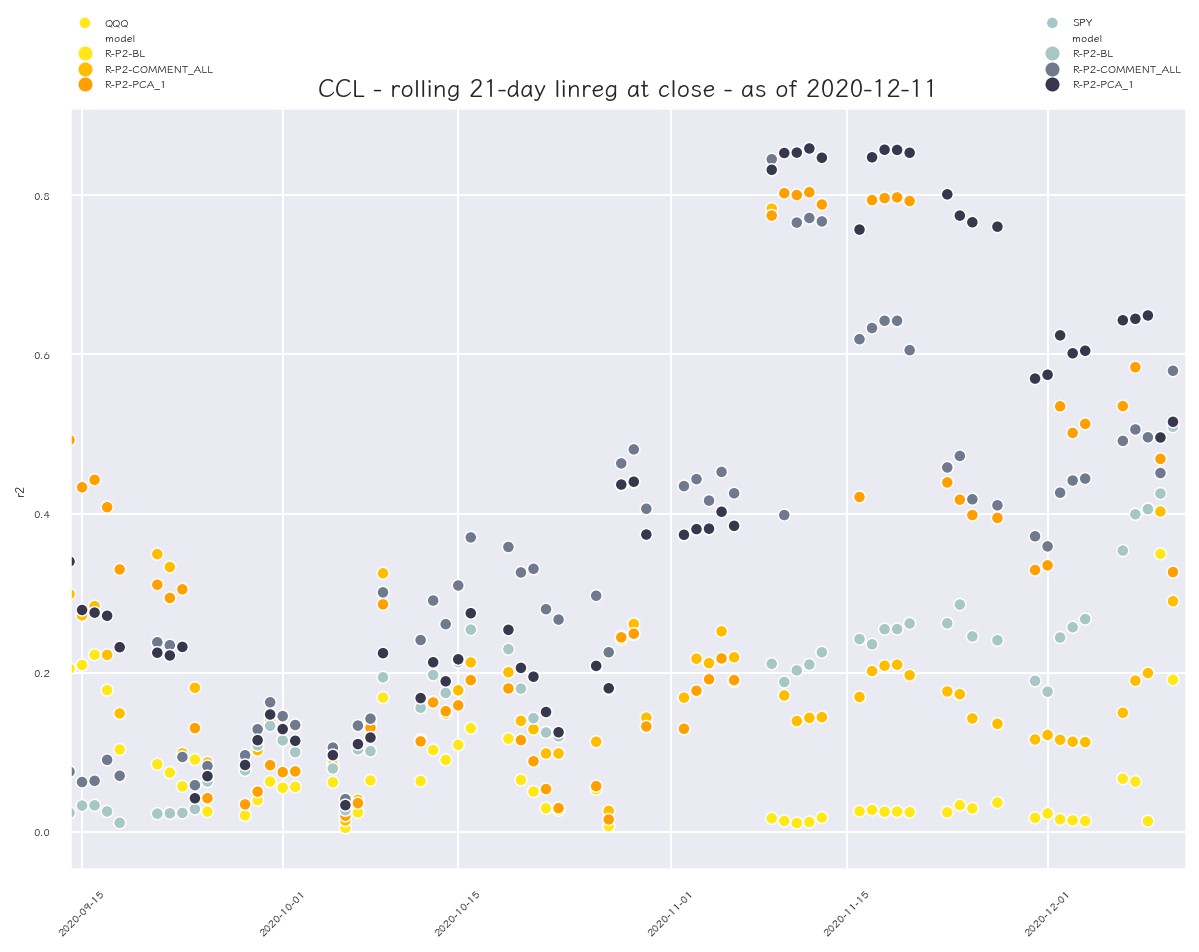 QQQ
model
R-P2-BL
R-P2-COMMENT_ALL
R-P2-PCA_1
SPY
model
R-P2-BL
R-P2-COMMENT_ALL
R-P2-PCA_1
CCL - rolling 21-day linreg at close - as of 2020-12-11
r2
0.8
0.6
0.4
0.2
0.0
2020-09-15
2020-10-01
2020-10-15
2020-11-01
2020-11-15
2020-12-01